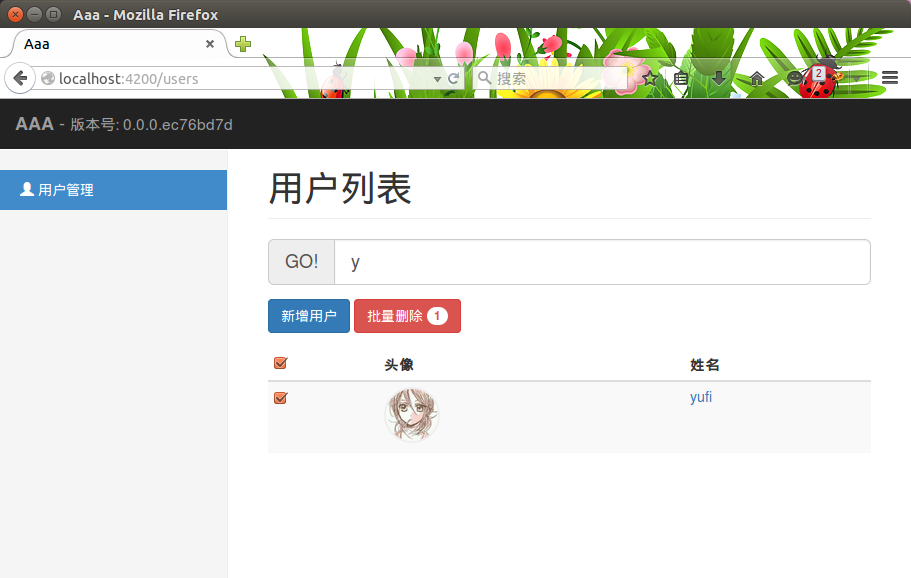 Aaa - Mozilla Firefox
Aaa
localhost:4200/users
搜索
2
AAA - 版本号: 0.0.0.ec76bd7d
用户管理
用户列表
GO! y
新增用户 批量删除 1
头像 姓名
yufi